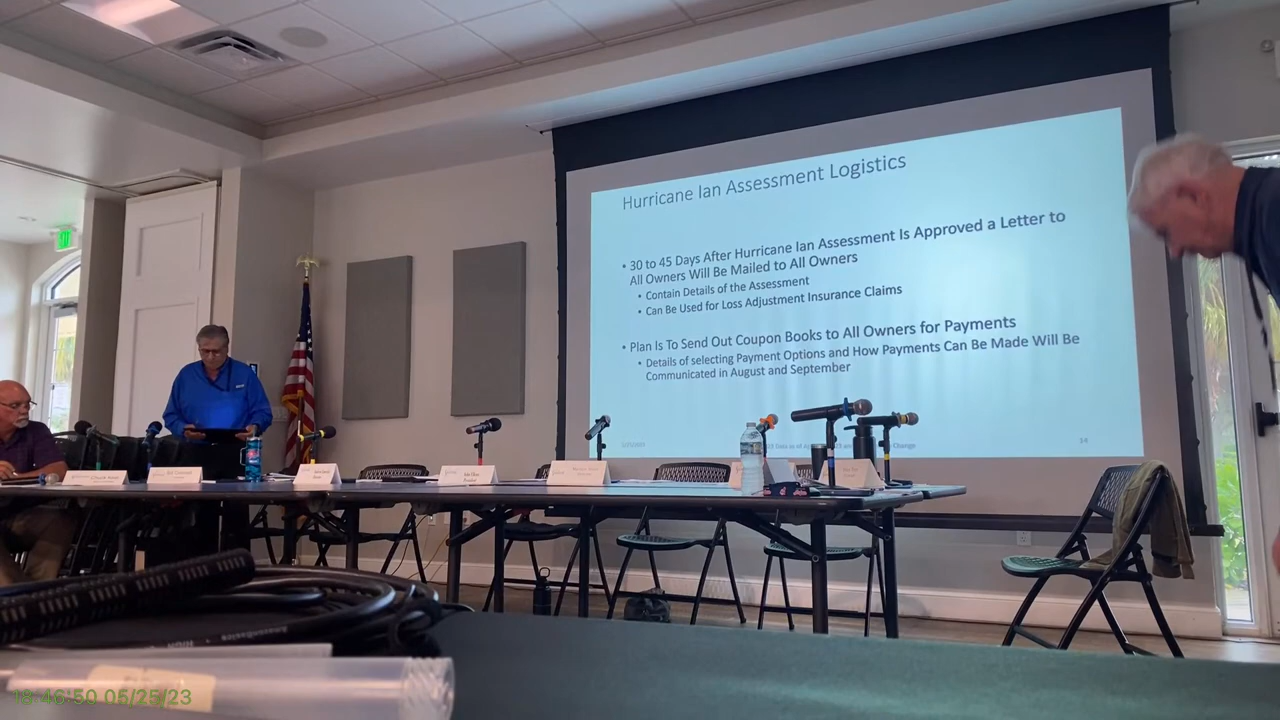 Hurricane Ian Assessment Logistics
• 30 to 45 Days After Hurricane Ian Assessment Is Approved a Letter to
All Owners Will Be Mailed to All Owners
• Contain Details of the Assessment
• Can Be Used for Loss Adjustment Insurance Claims
• Plan Is To Send Out Coupon Books to All Owners for Payments
• Details of selecting Payment Options and How Payments Can Be Made Will Be
Communicated in August and September
34
18:46:50 05/25/23